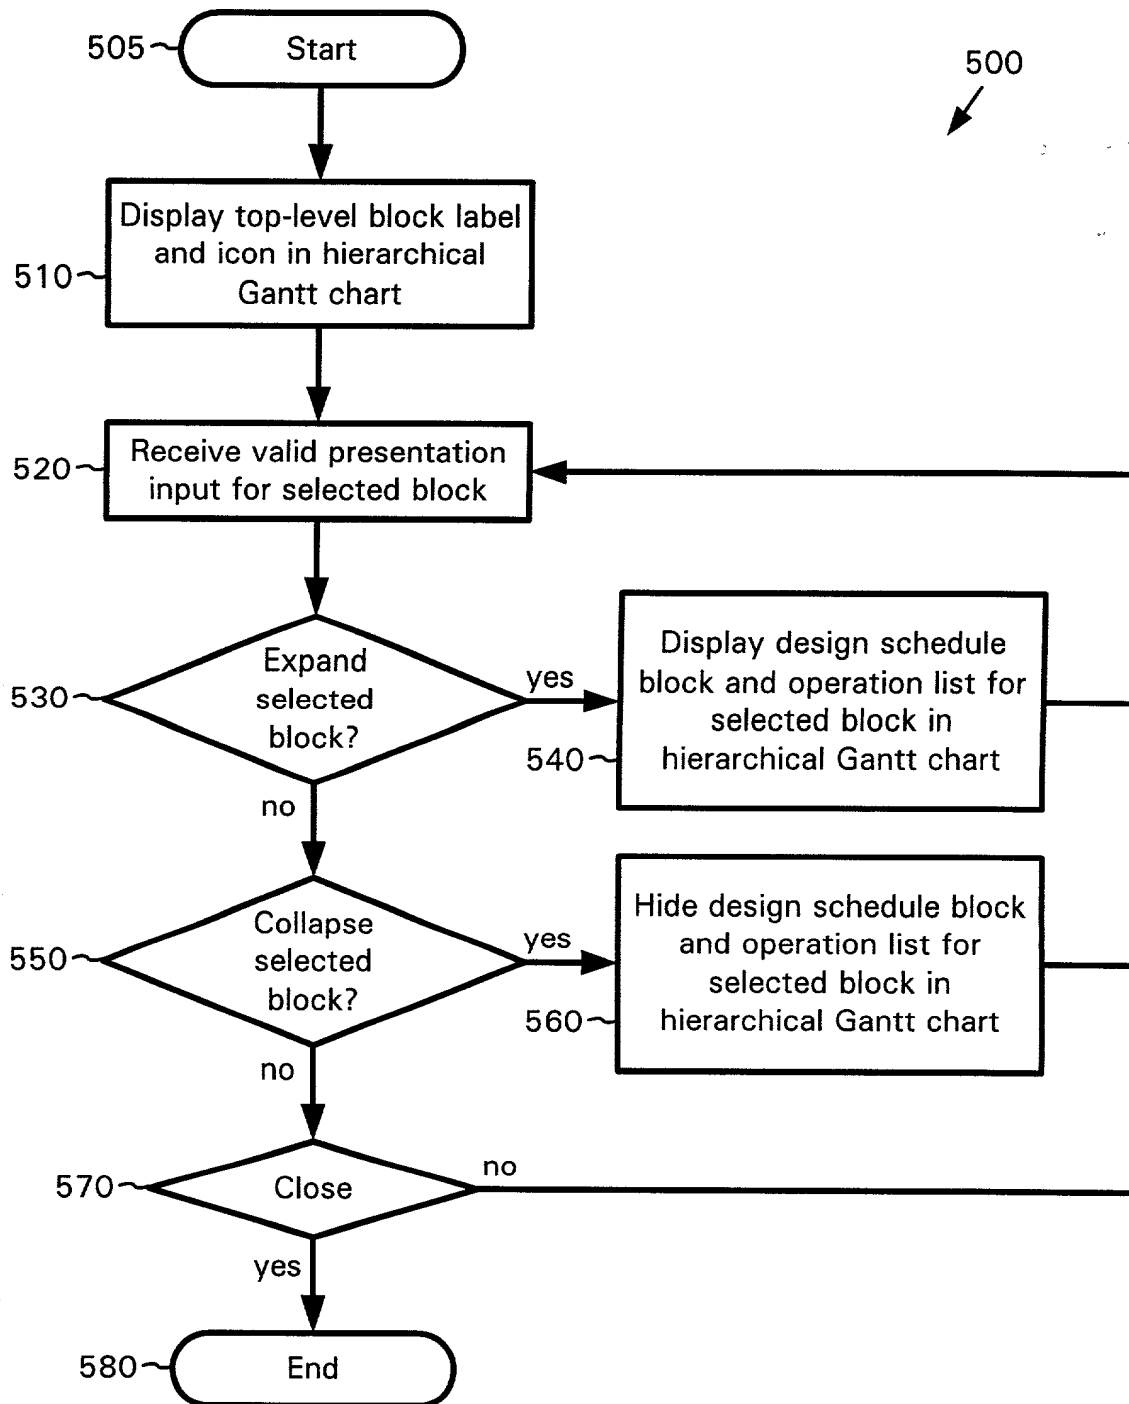 505
Start
500
Display top-level block label
and icon in hierarchical
Gantt chart
510
Receive valid presentation
input for selected block
520
Expand
selected
block?
530
yes
Display design schedule
block and operation list for
selected block in
hierarchical Gantt chart
540
no
Collapse
selected
block?
550
yes
Hide design schedule block
and operation list for
selected block in
hierarchical Gantt chart
560
no
570
Close
no
yes
580
End